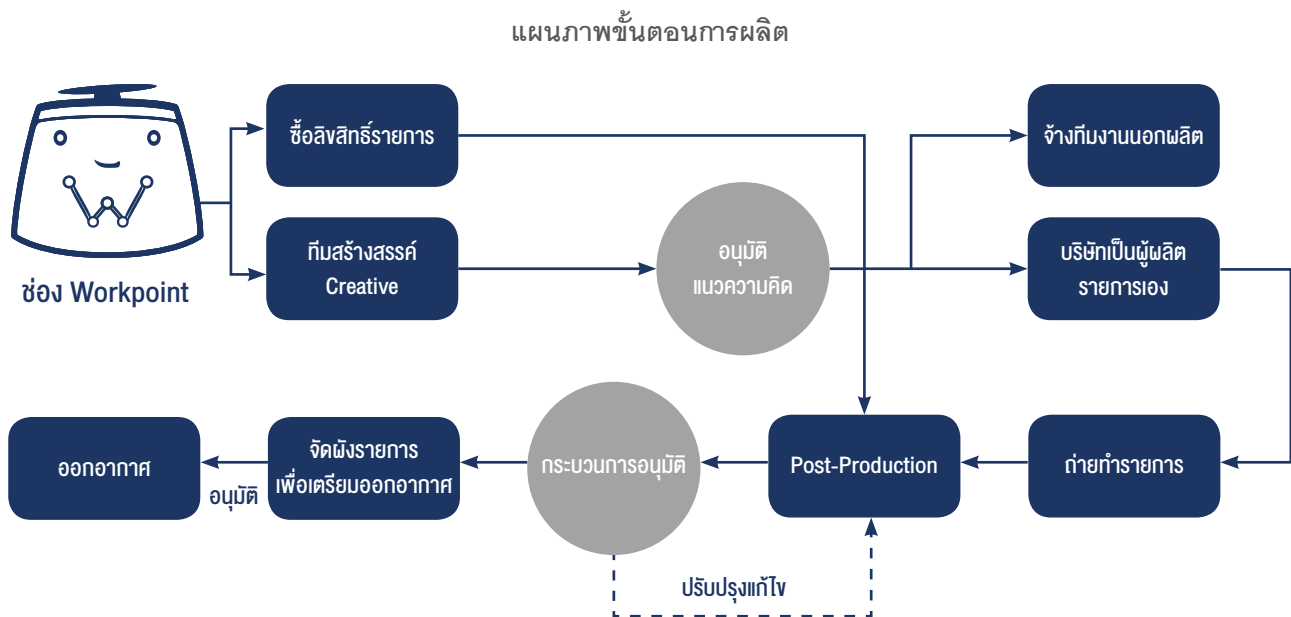 แผนภาพขั้นตอนการผลิต
ซื้อลิขสิทธิ์รายการ
จ้างทีมงานนอกผลิต
ช่อง Workpoint
ทีมสร้างสรรค์
Creative
อนุมัติ
แนวความคิด
บริษัทเป็นผู้ผลิต
รายการเอง
ออกอากาศ
อนุมัติ
จัดผังรายการ
เพื่อเตรียมออกอากาศ
กระบวนการอนุมัติ
Post-Production
ถ่ายทำรายการ
ปรับปรุงแก้ไข